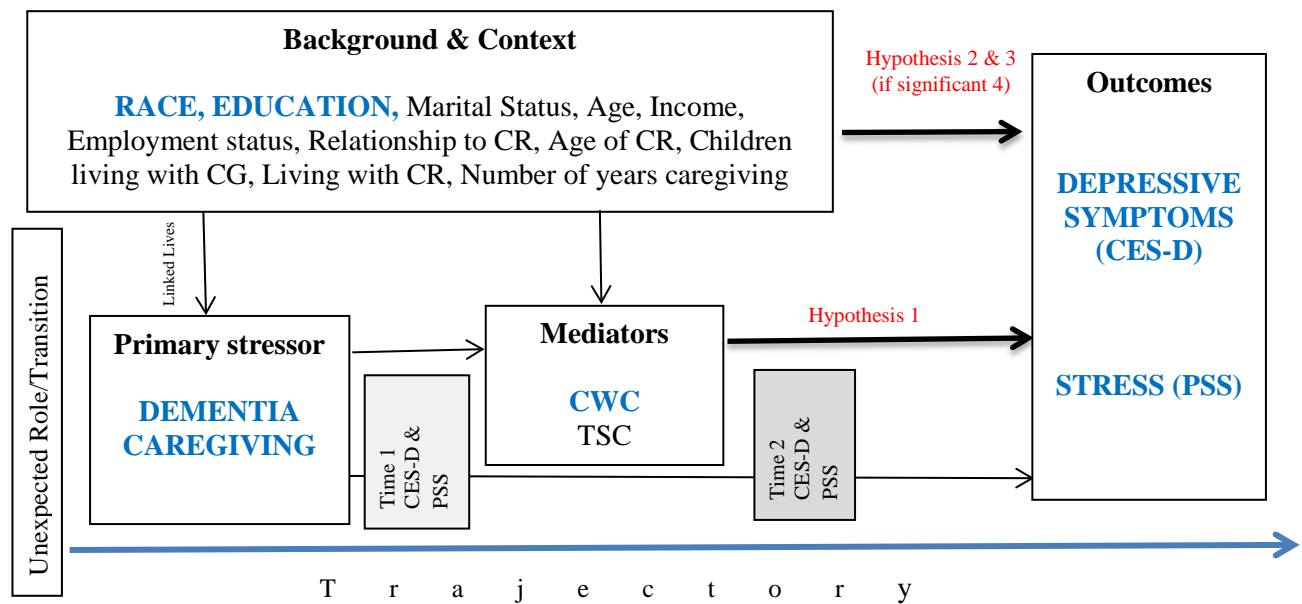 Background & Context
RACE, EDUCATION, Marital Status, Age, Income,
Employment status, Relationship to CR, Age of CR, Children
living with CG, Living with CR, Number of years caregiving
Hypothesis 2 & 3
(if significant 4)
Outcomes
DEPRESSIVE
SYMPTOMS
(CES-D)
STRESS (PSS)
Unexpected Role/Transition
Linked Lives
Primary stressor
DEMENTIA
CAREGIVING
Time 1
CES-D &
PSS
Mediators
CWC
TSC
Hypothesis 1
Time 2
CES-D &
PSS
T r a j e c t o r y